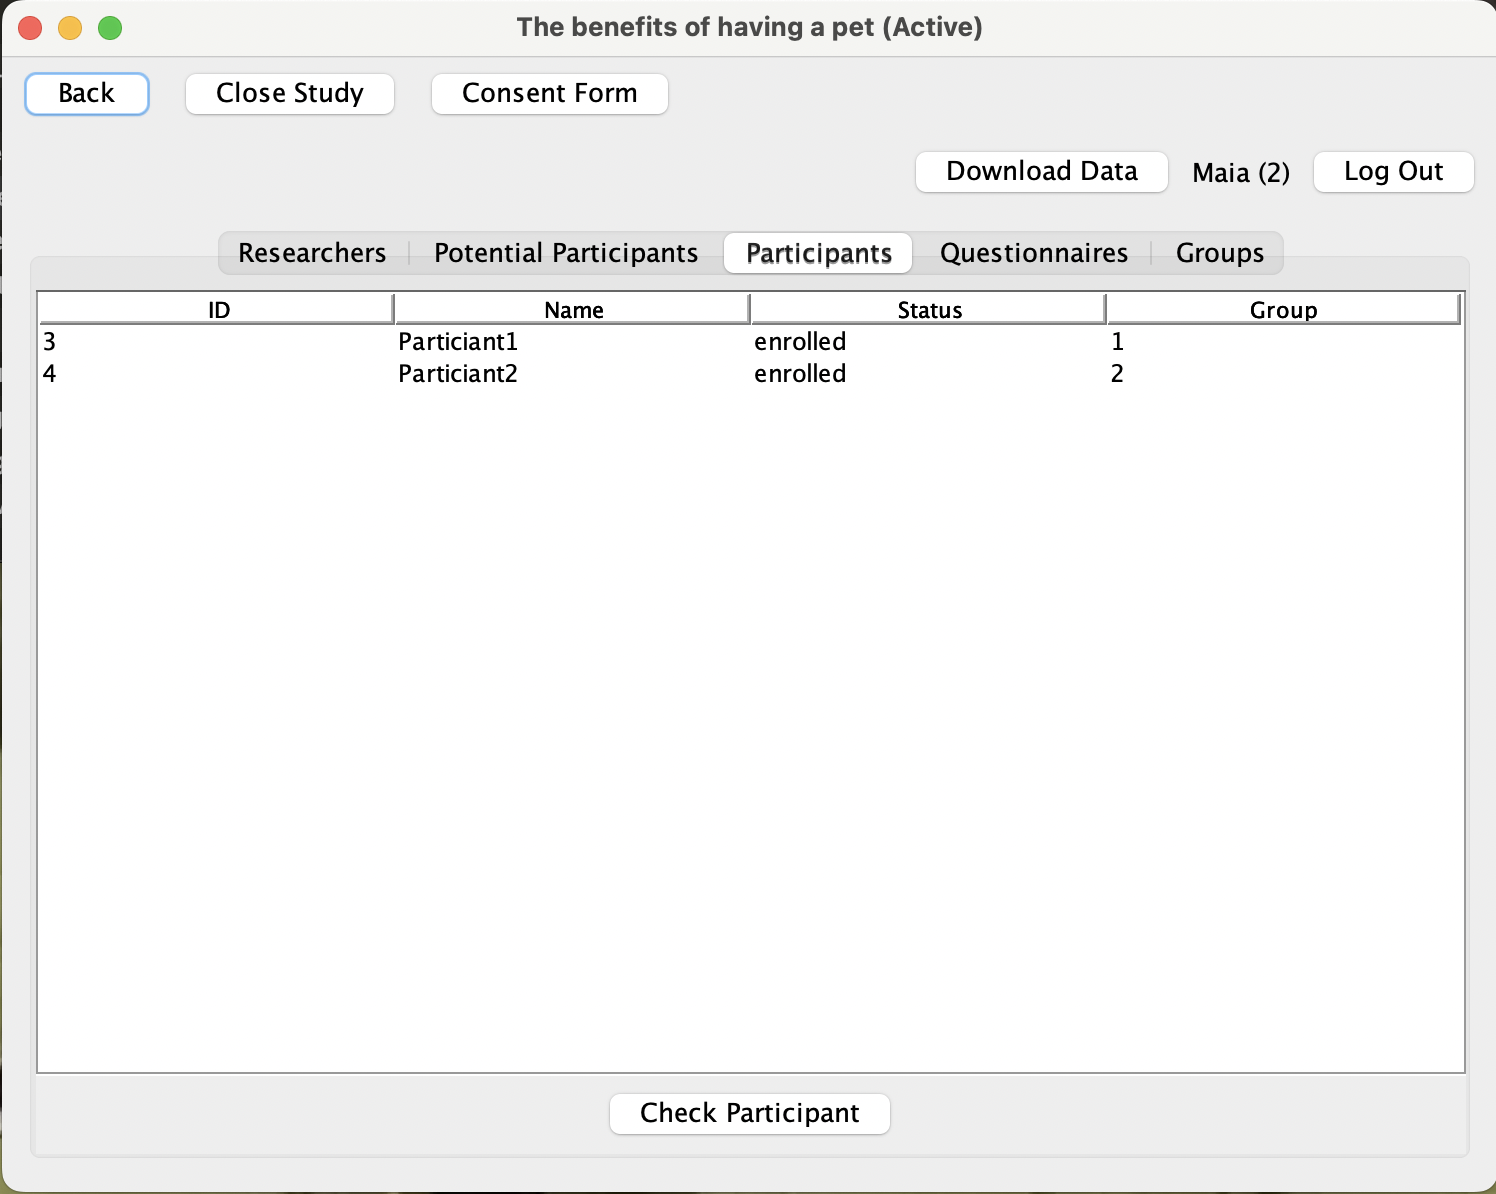 The benefits of having a pet (Active)
Back Close Study Consent Form
Download Data Maia (2) Log Out
Researchers Potential Participants Participants Questionnaires Groups
ID Name Status Group
3 Particiant1 enrolled 1
4 Particiant2 enrolled 2
Check Participant